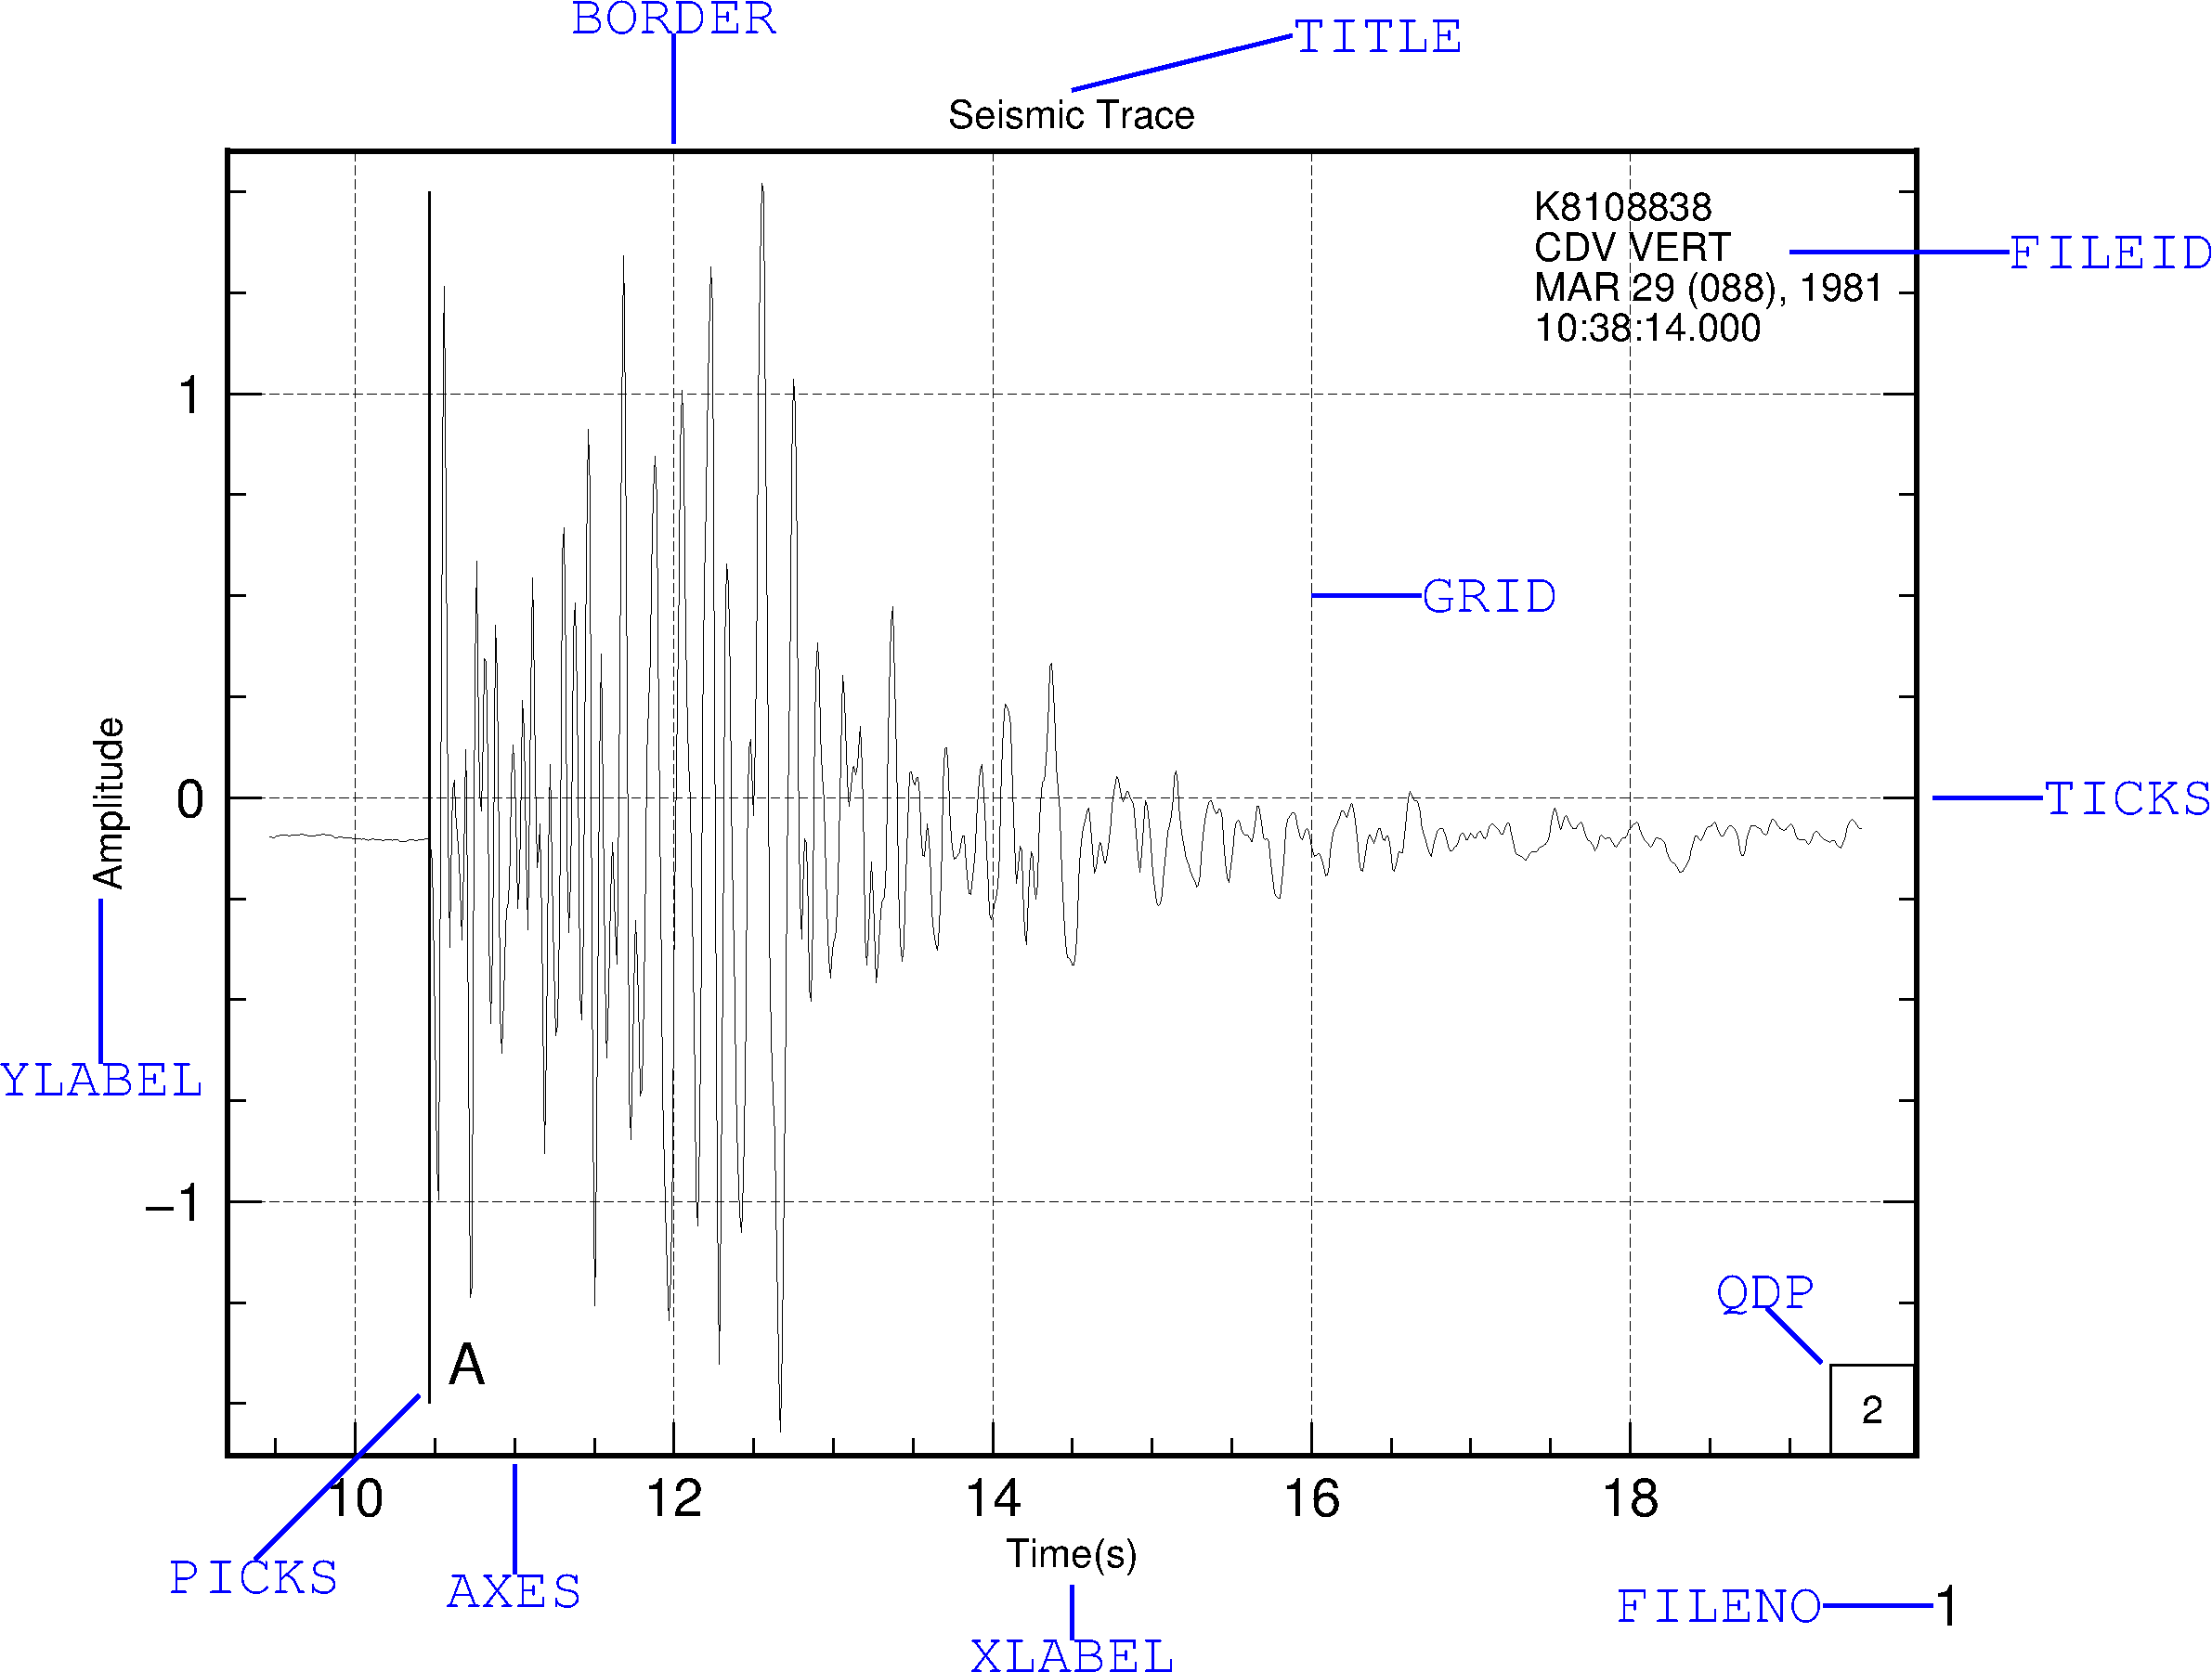 BORDER
TITLE
Seismic Trace
K8108838
CDV VERT
FILEID
MAR 29 (088), 1981
10:38:14.000
1
GRID
Amplitude
0
TICKS
YLABEL
−1
QDP
A
2
10 12 14 16 18
Time(s)
PICKS
AXES
FILENO 1
XLABEL